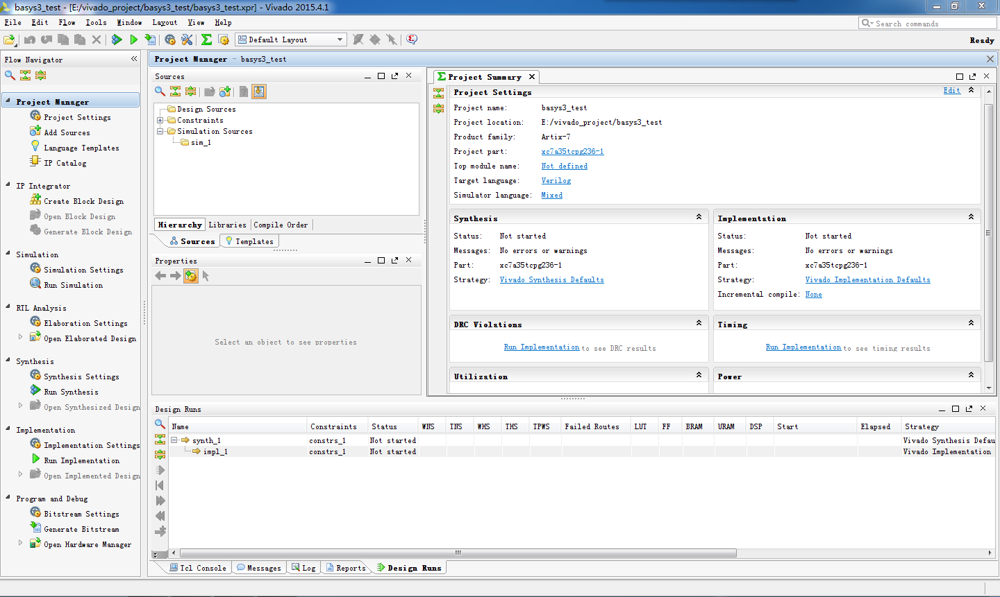 basys3_test - [E:/vivado_project/basys3_test/basys3_test.xpr] - Vivado 2015.4.1
File Edit Flow Tools Window Layout View Help
Search commands
Default Layout
Ready
Flow Navigator
Project Manager
Project Settings
Add Sources
Language Templates
IP Catalog
IP Integrator
Create Block Design
Open Block Design
Generate Block Design
Simulation
Simulation Settings
Run Simulation
RTL Analysis
Elaboration Settings
Open Elaborated Design
Synthesis
Synthesis Settings
Run Synthesis
Open Synthesized Design
Implementation
Implementation Settings
Run Implementation
Open Implemented Design
Program and Debug
Bitstream Settings
Generate Bitstream
Open Hardware Manager
Project Manager - basys3_test
Sources
Design Sources
Constraints
Simulation Sources
sim_1
Hierarchy Libraries Compile Order
Sources Templates
Properties
Select an object to see properties
Project Summary
Project Settings Edit
Project name: basys3_test
Project location: E:/vivado_project/basys3_test
Product family: Artix-7
Project part: xc7a35tcpg236-1
Top module name: Not defined
Target language: Verilog
Simulator language: Mixed
Synthesis
Status: Not started
Messages: No errors or warnings
Part: xc7a35tcpg236-1
Strategy: Vivado Synthesis Defaults
Implementation
Status: Not started
Messages: No errors or warnings
Part: xc7a35tcpg236-1
Strategy: Vivado Implementation Defaults
Incremental compile: None
DRC Violations
Run Implementation to see DRC results
Timing
Run Implementation to see timing results
Utilization
Power
Design Runs
Name Constraints Status WNS TNS WHS THS TPWS Failed Routes LUT FF BRAM URAM DSP Start Elapsed Strategy
synth_1 constrs_1 Not started Vivado Synthesis Defau
impl_1 constrs_1 Not started Vivado Implementation
Tcl Console Messages Log Reports Design Runs